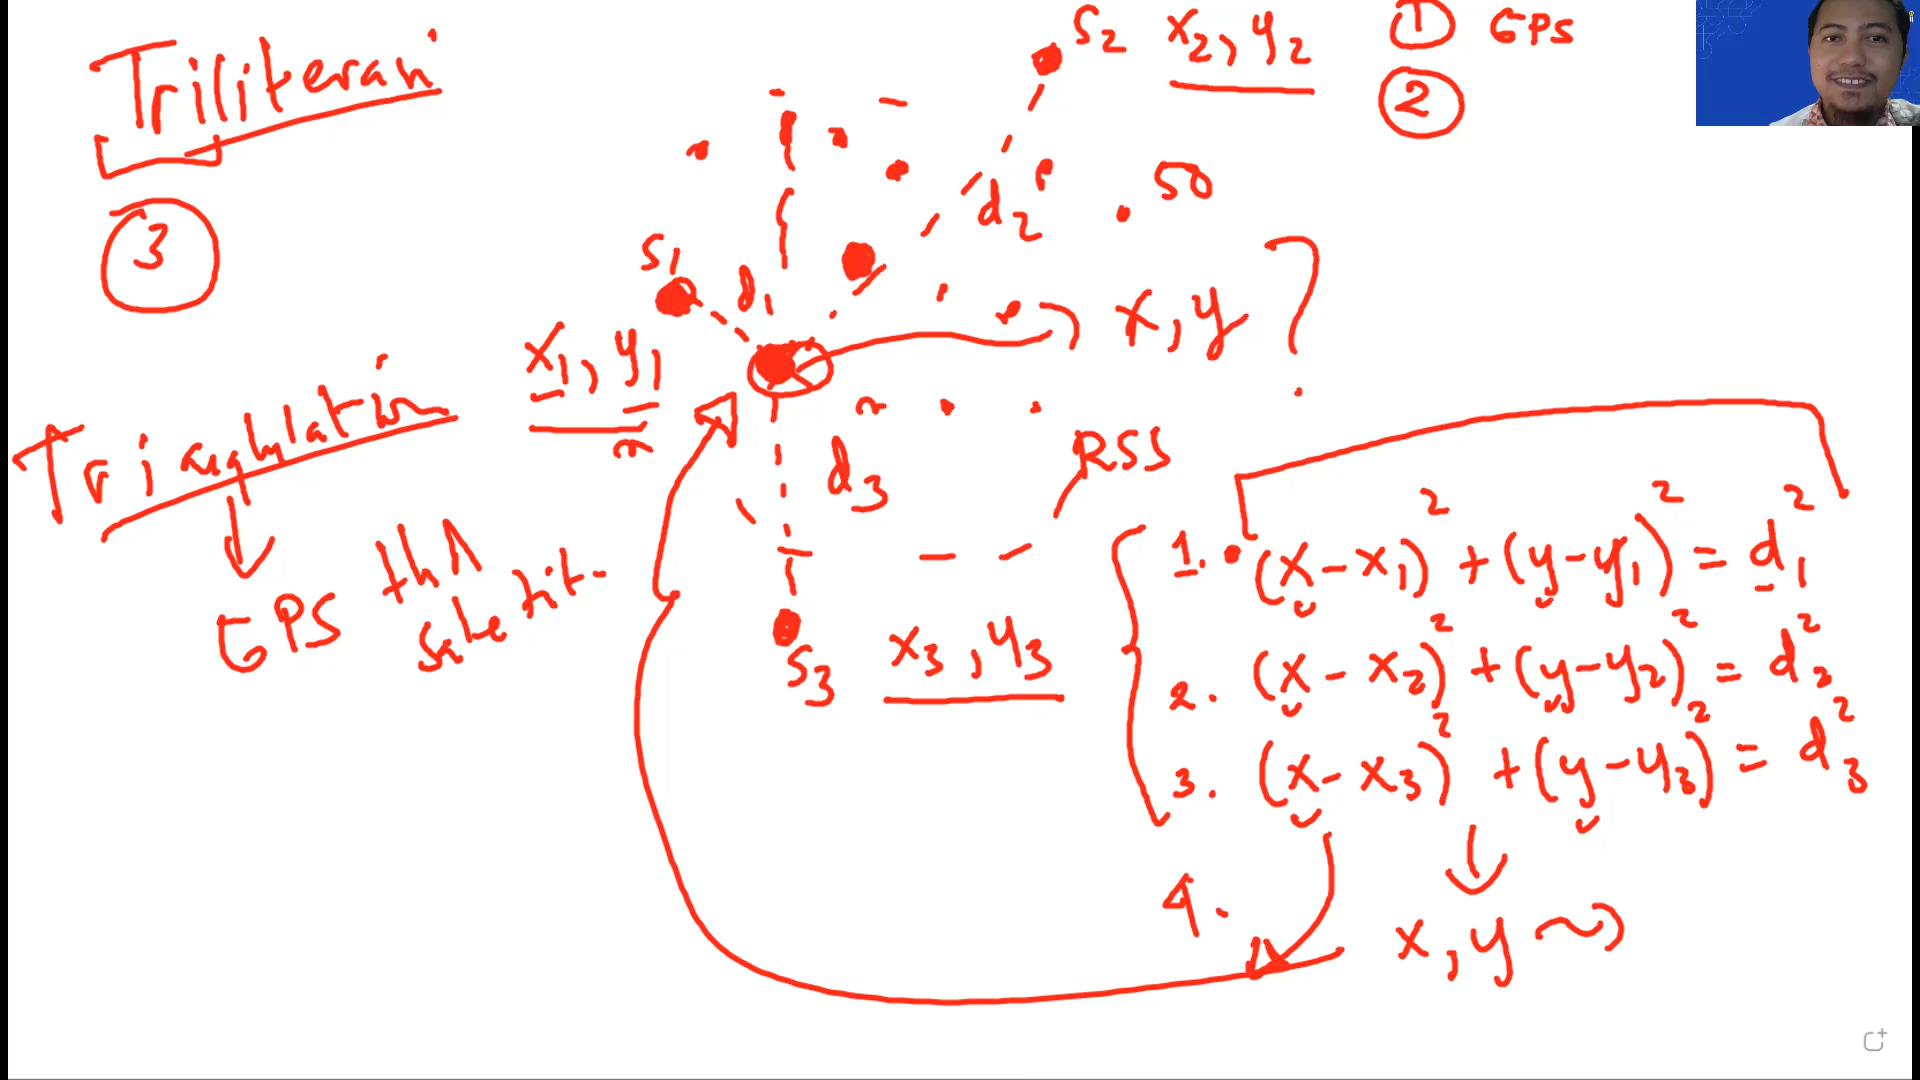 Triliterasi
3
S2 x2, y2
1 GPS
2
50
S1
d1
d2
x, y ?
x1, y1
Triangulation
GPS thd
satelit
d3
RSS
S3 x3, y3
1. (x - x1)² + (y - y1)² = d1²
2. (x - x2)² + (y - y2)² = d2²
3. (x - x3)² + (y - y3)² = d3²
4.
x, y